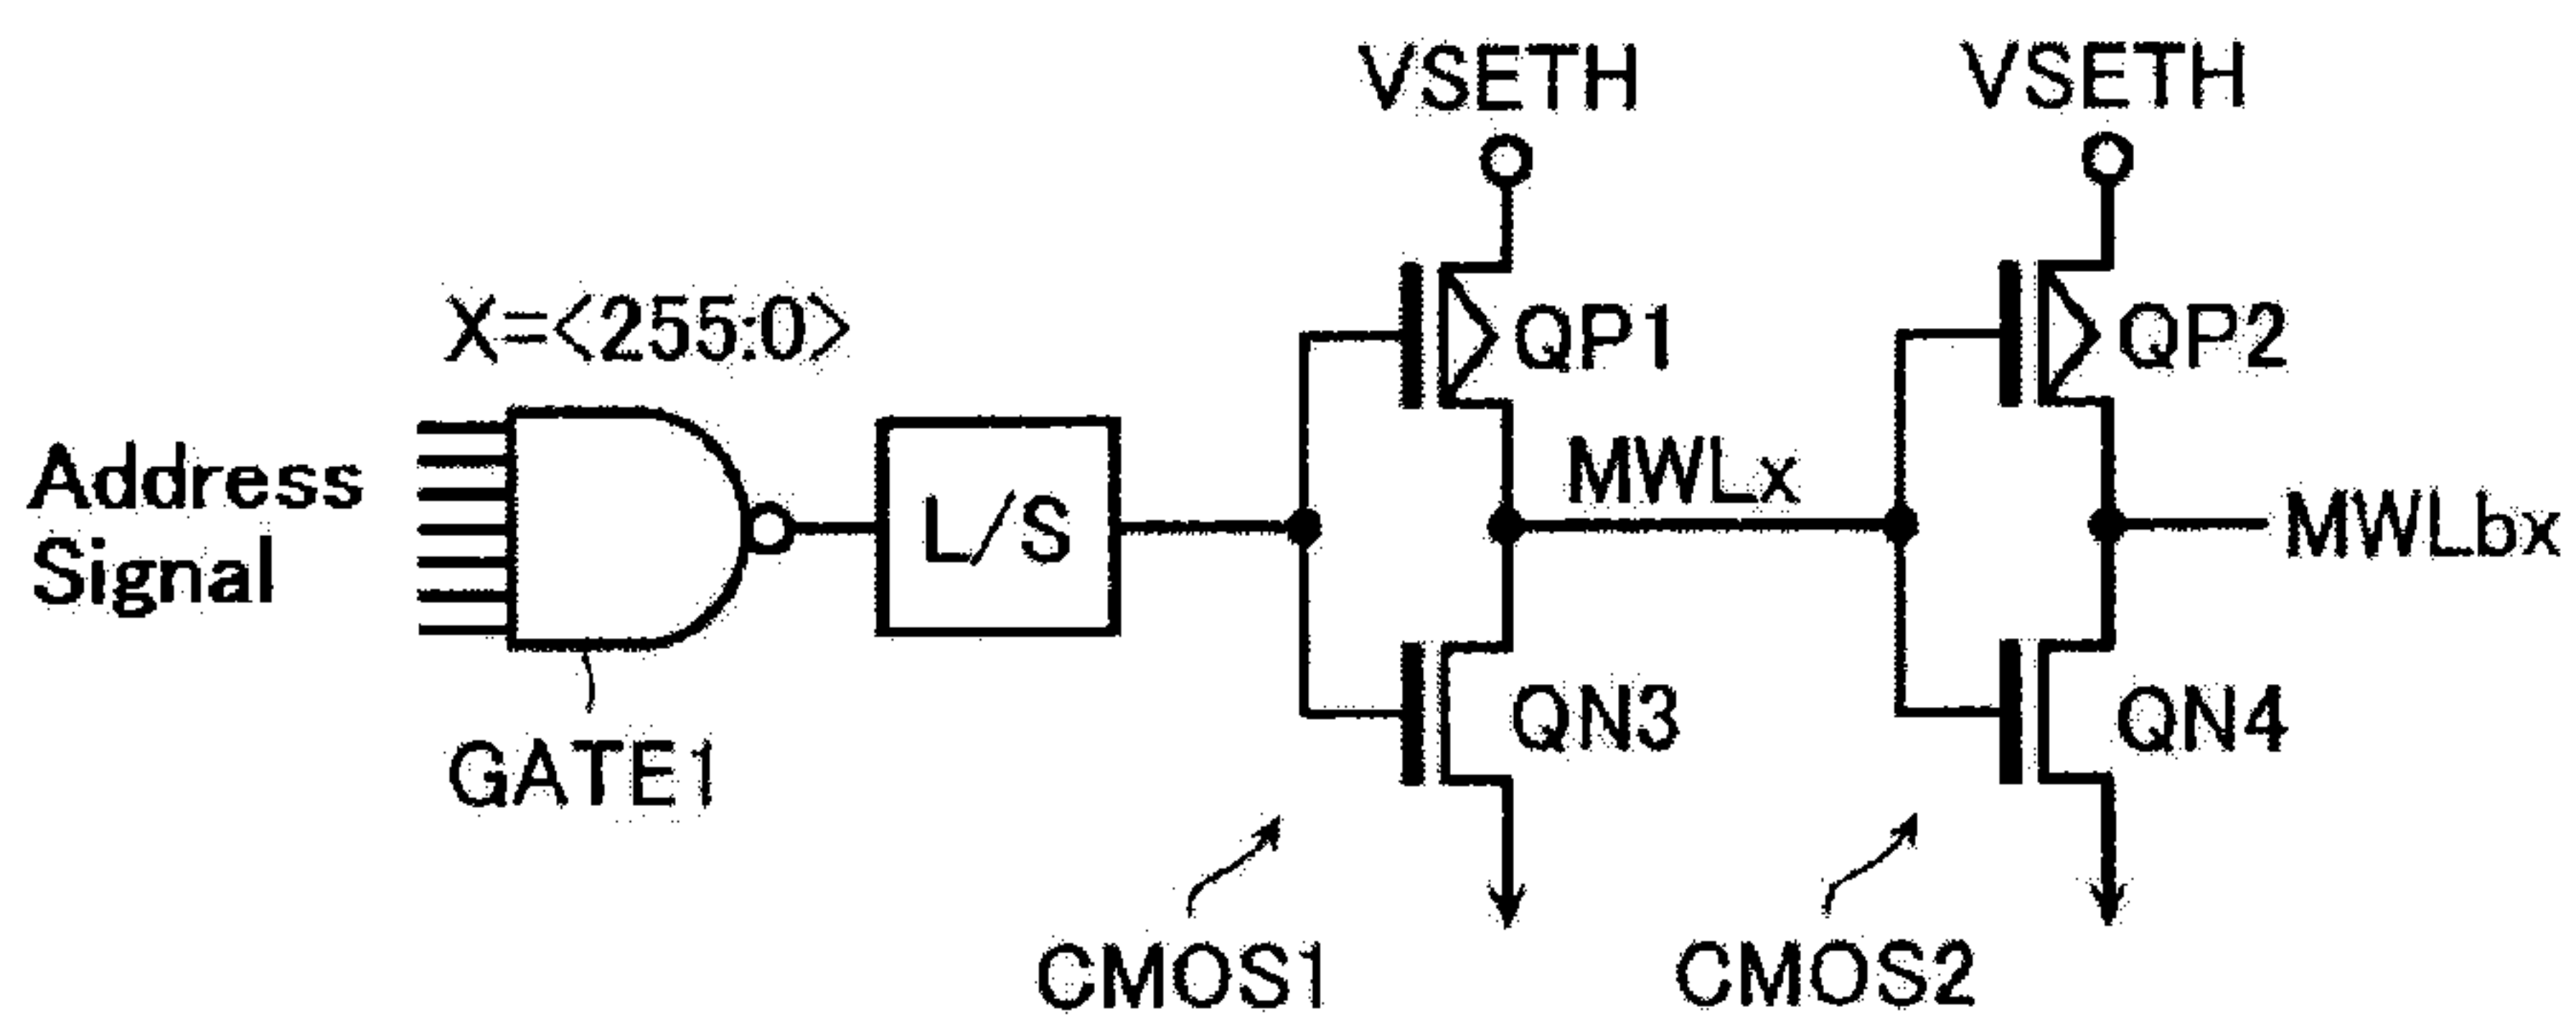 VSETH
VSETH
X=<255:0>
QP1
QP2
Address
Signal
L/S
MWLx
MWLbx
GATE1
QN3
QN4
CMOS1
CMOS2